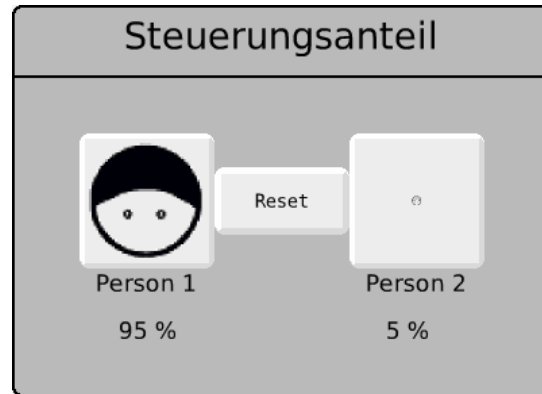 Steuerungsanteil
Reset
Person 1
Person 2
95 %
5 %